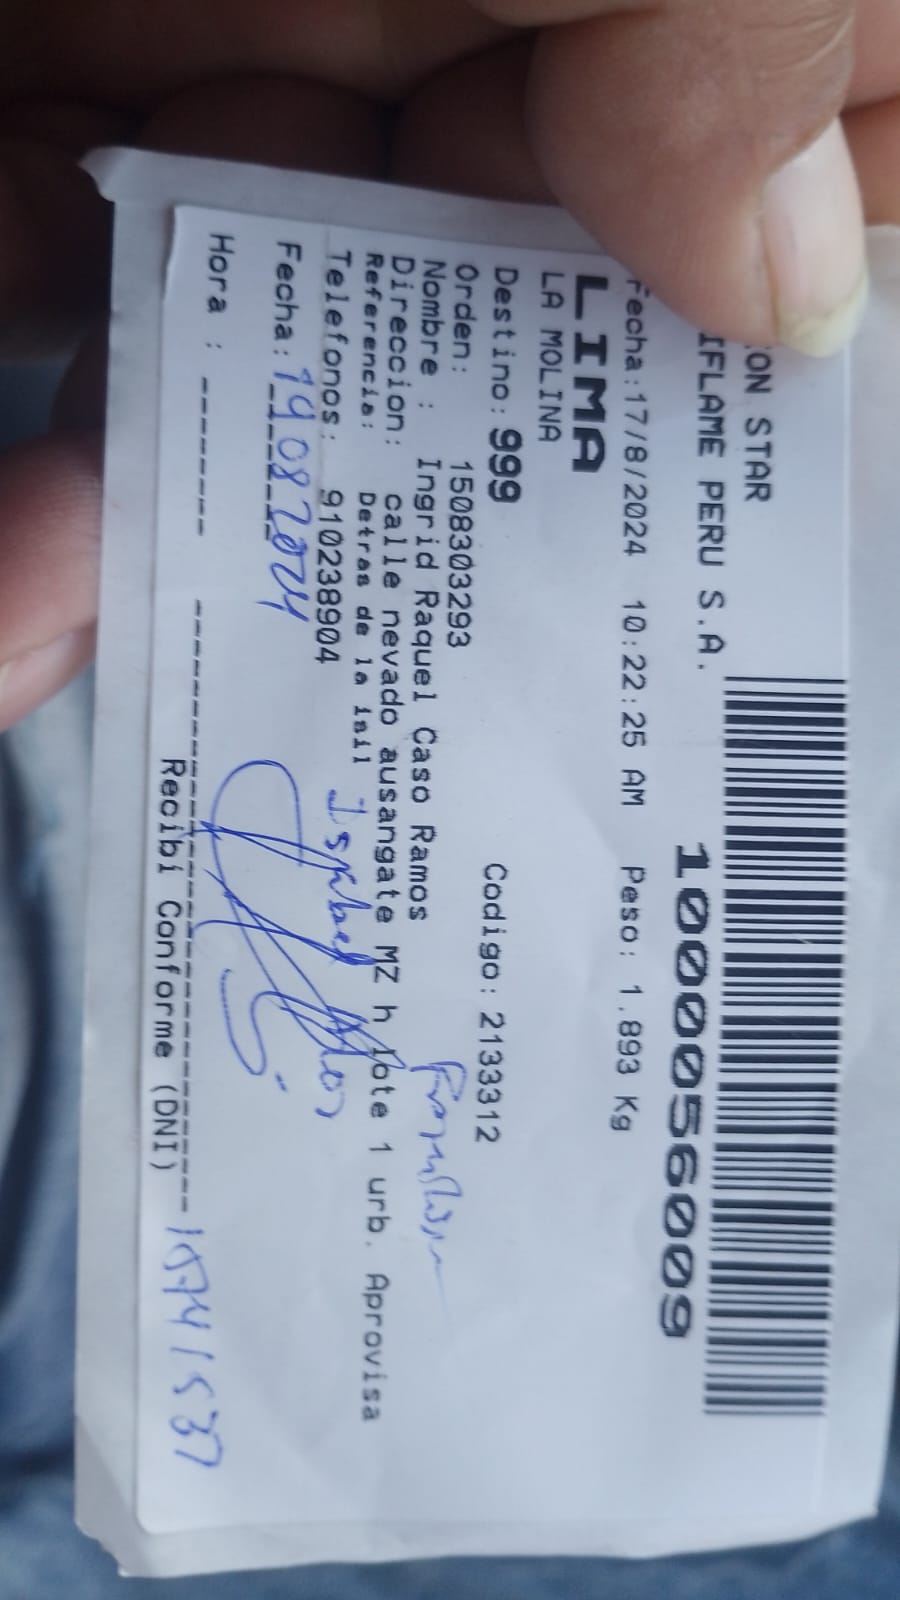 ON STAR
IFLAME PERU S.A.
1000056009
Fecha:17/8/2024 10:22:25 AM Peso: 1.893 Kg
LIMA
LA MOLINA
Destino: 999 Codigo: 2133312
Orden: 1508303293
Nombre : Ingrid Raquel Caso Ramos
Direccion: calle nevado ausangate MZ h lote 1 urb. Aprovisa
Referencia: Detras de la iail
Telefonos: 910238904 Isabel
Fecha: 19 08 2024
Hora :
Recibi Conforme (DNI)